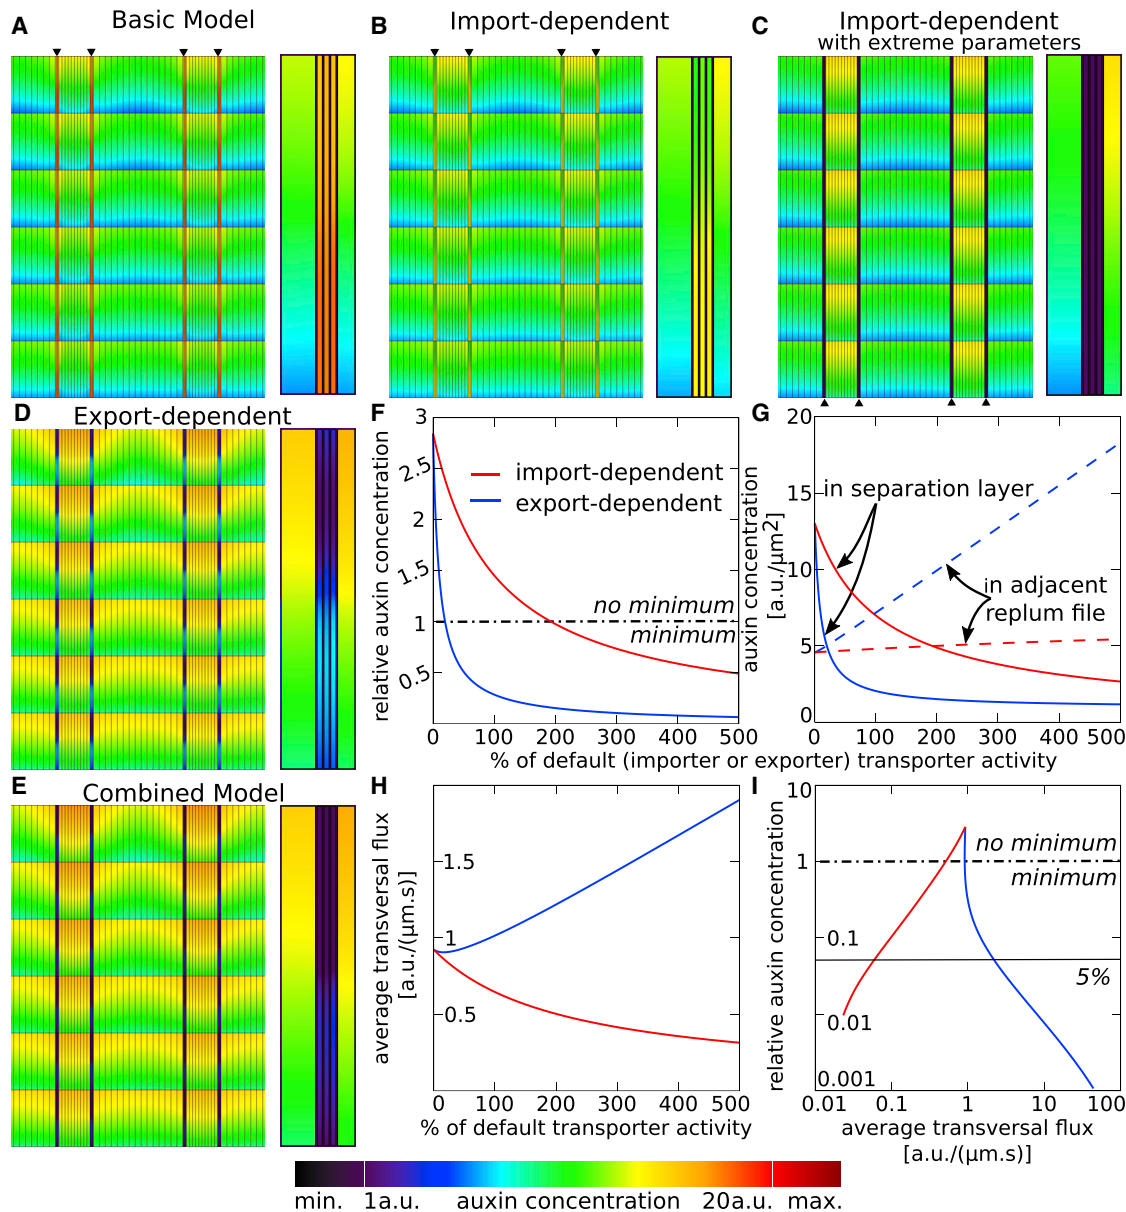 A
Basic Model
B
Import-dependent
C
Import-dependent
with extreme parameters
D
Export-dependent
E
Combined Model
F
3
2.5
2
1.5
1
0.5
relative auxin concentration
import-dependent
export-dependent
no minimum
minimum
0
100
200
300
400
500
G
20
15
10
5
0
auxin concentration
[a.u./µm²]
in separation layer
in adjacent
replum file
0
100
200
300
400
500
% of default (importer or exporter) transporter activity
H
1.5
1
0.5
average transversal flux
[a.u./(µm.s)]
0
100
200
300
400
500
% of default transporter activity
I
10
1
0.1
0.01
0.001
relative auxin concentration
no minimum
minimum
5%
0.01
0.1
1
10
100
average transversal flux
[a.u./(µm.s)]
min.
1a.u.
auxin concentration
20a.u.
max.